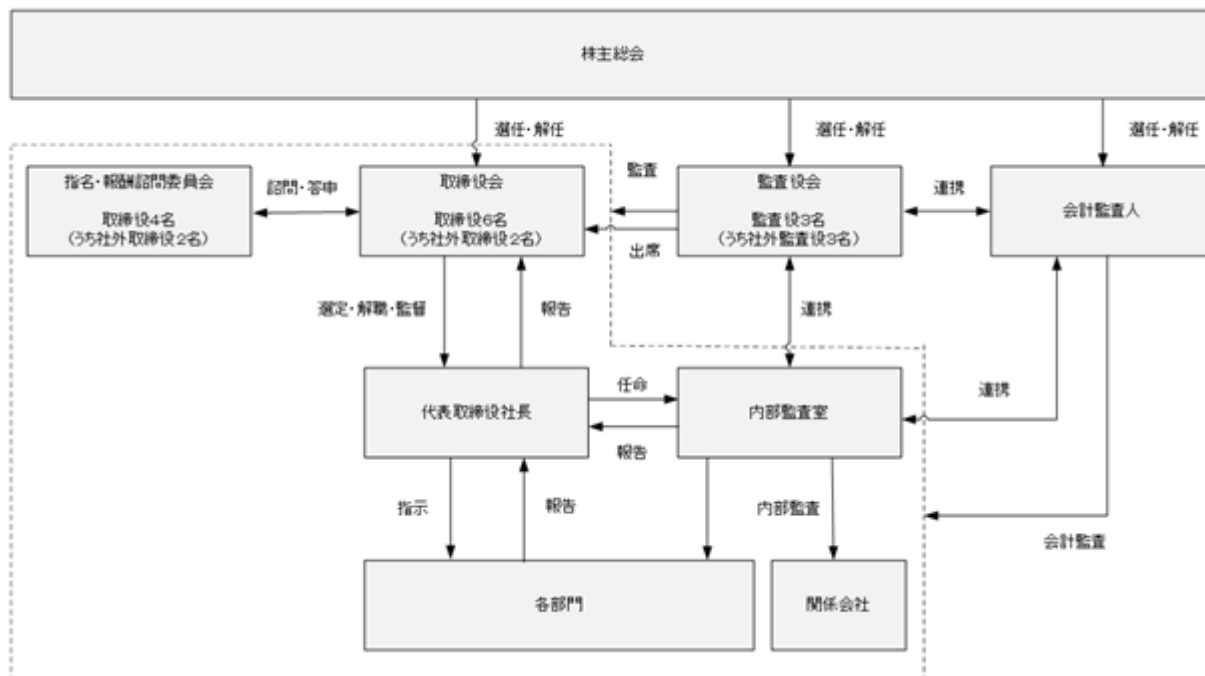 株主総会
選任・解任
選任・解任
選任・解任
指名・報酬諮問委員会
取締役4名
（うち社外取締役2名）
諮問・答申
取締役会
取締役6名
（うち社外取締役2名）
監査
出席
監査役会
監査役3名
（うち社外監査役3名）
連携
会計監査人
選定・解職・監督
報告
連携
代表取締役社長
任命
報告
内部監査室
連携
指示
報告
内部監査
会計監査
各部門
関係会社